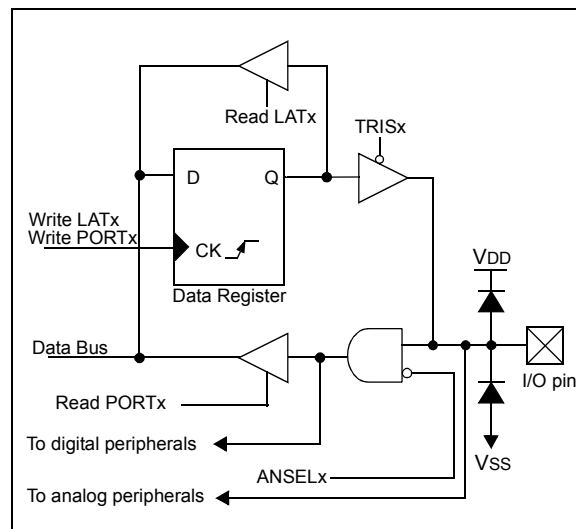 Read LATx
TRISx
D
Q
Write LATx
Write PORTx
CK
VDD
Data Register
Data Bus
I/O pin
Read PORTx
To digital peripherals
VSS
ANSELx
To analog peripherals